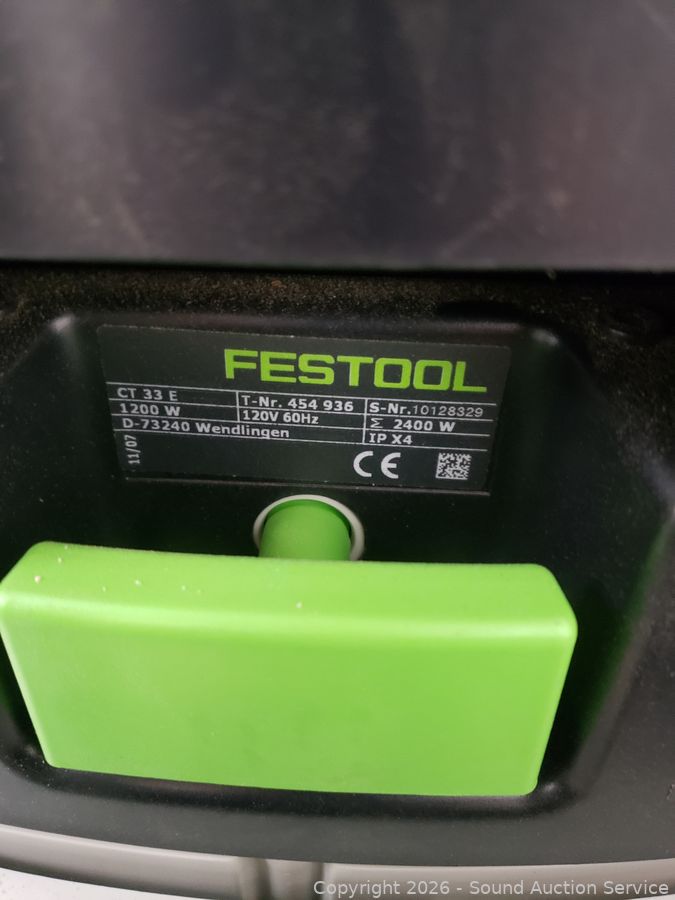 FESTOOL
CT 33 E T-Nr. 454 936 S-Nr.10128329
1200 W 120V 60Hz Σ 2400 W
D-73240 Wendlingen IP X4
11/07 CE
Copyright 2026 - Sound Auction Service